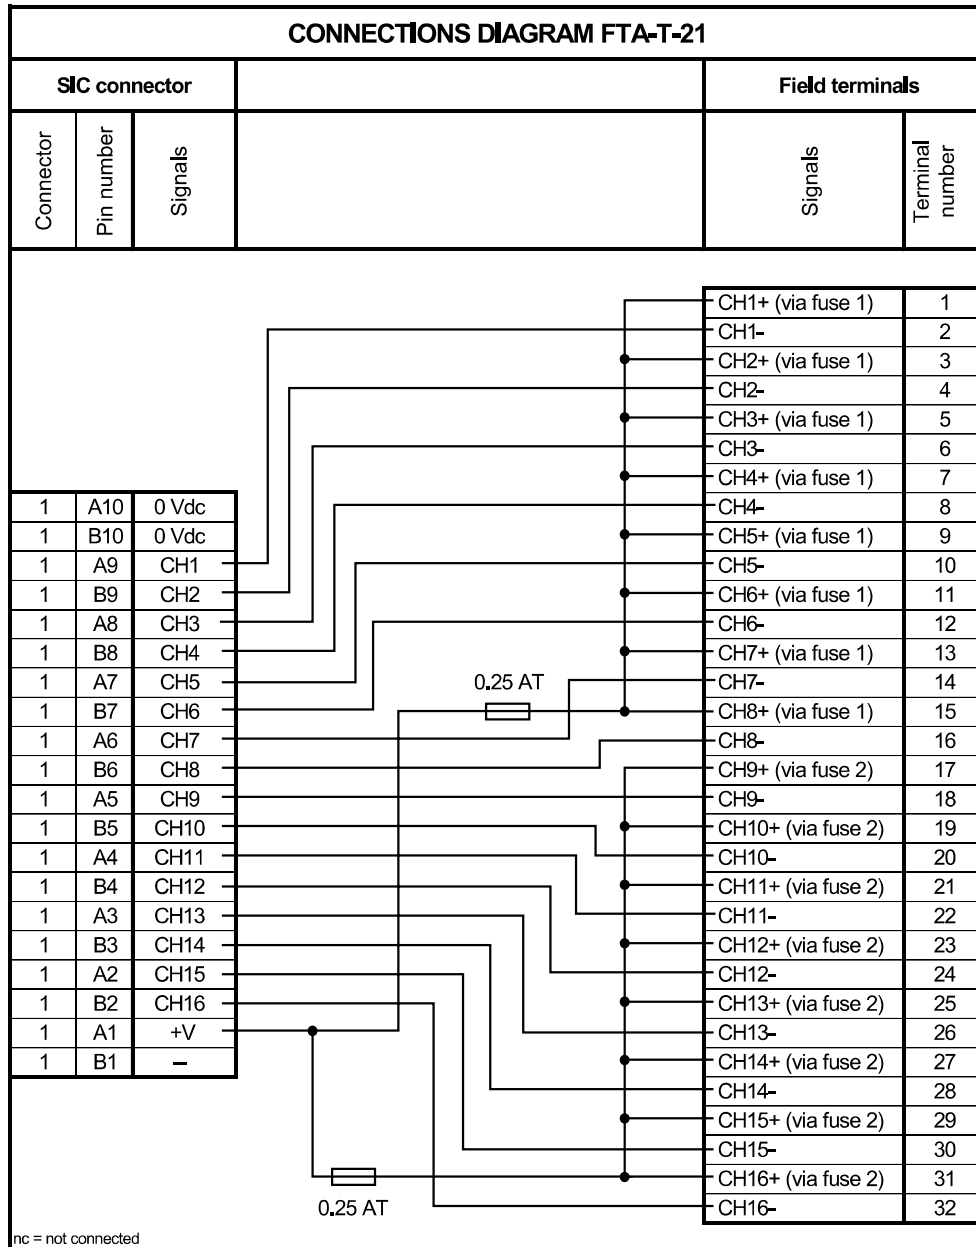 CONNECTIONS DIAGRAM FTA-T-21
SIC connector Field terminals
Connector Pin number Signals Signals Terminal number
CH1+ (via fuse 1) 1
CH1- 2
CH2+ (via fuse 1) 3
CH2- 4
CH3+ (via fuse 1) 5
CH3- 6
CH4+ (via fuse 1) 7
1 A10 0 Vdc CH4- 8
1 B10 0 Vdc CH5+ (via fuse 1) 9
1 A9 CH1 CH5- 10
1 B9 CH2 CH6+ (via fuse 1) 11
1 A8 CH3 CH6- 12
1 B8 CH4 CH7+ (via fuse 1) 13
1 A7 CH5 0.25 AT CH7- 14
1 B7 CH6 CH8+ (via fuse 1) 15
1 A6 CH7 CH8- 16
1 B6 CH8 CH9+ (via fuse 2) 17
1 A5 CH9 CH9- 18
1 B5 CH10 CH10+ (via fuse 2) 19
1 A4 CH11 CH10- 20
1 B4 CH12 CH11+ (via fuse 2) 21
1 A3 CH13 CH11- 22
1 B3 CH14 CH12+ (via fuse 2) 23
1 A2 CH15 CH12- 24
1 B2 CH16 CH13+ (via fuse 2) 25
1 A1 +V CH13- 26
1 B1 – CH14+ (via fuse 2) 27
CH14- 28
CH15+ (via fuse 2) 29
CH15- 30
CH16+ (via fuse 2) 31
0.25 AT CH16- 32
nc = not connected